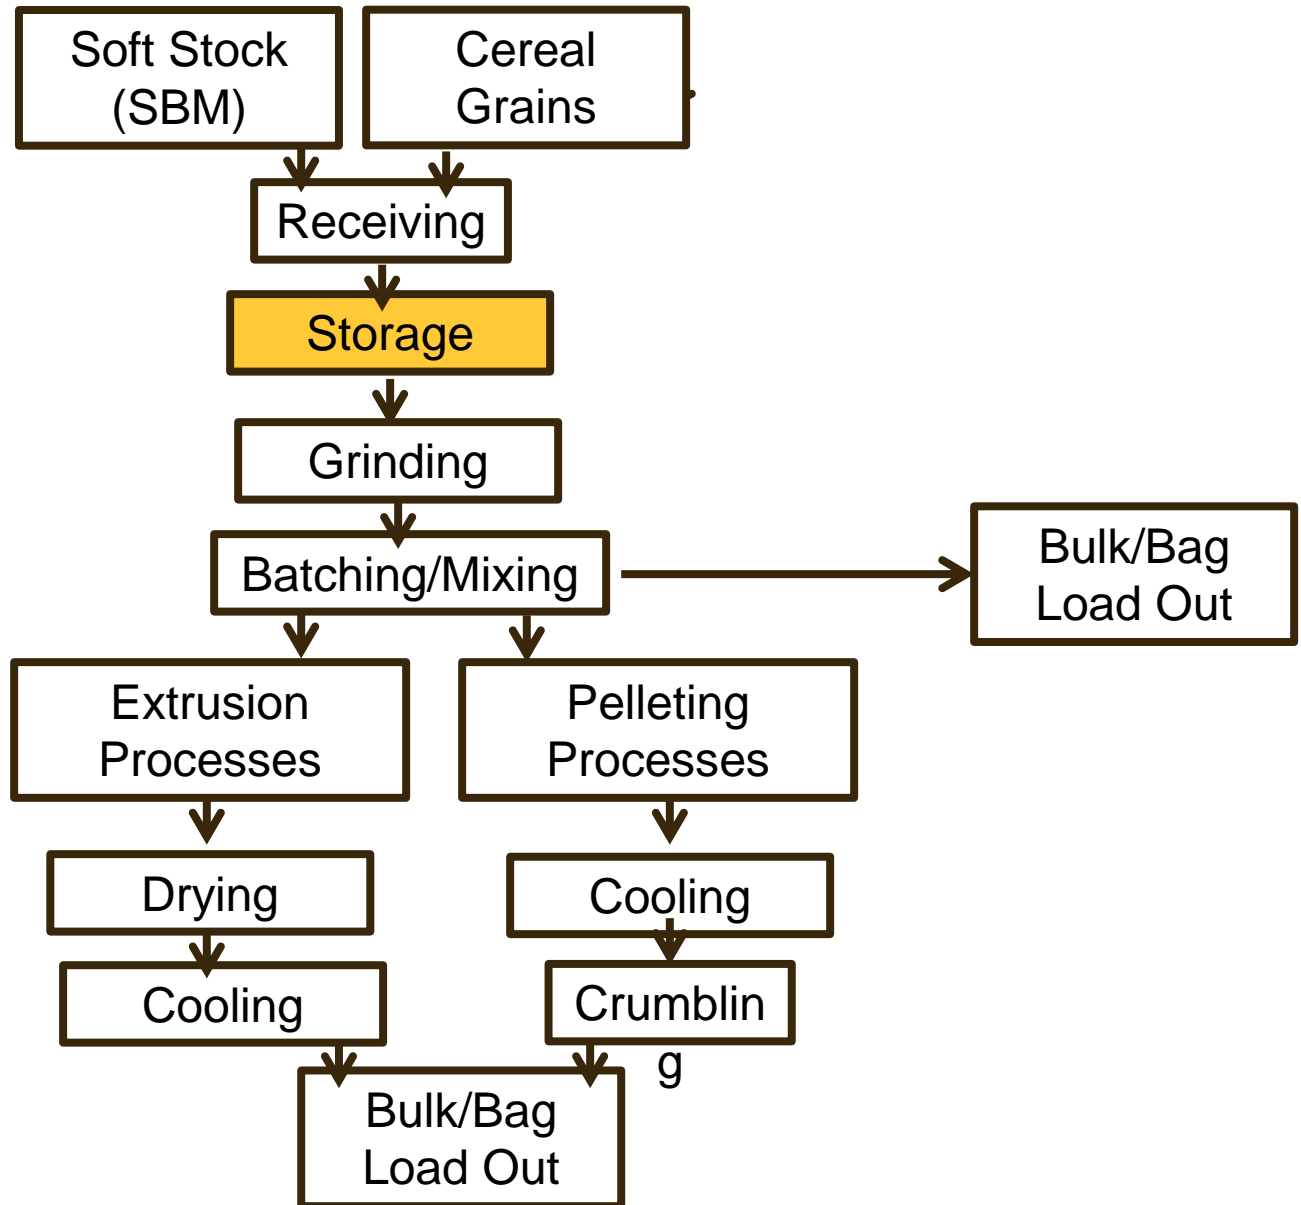 Soft Stock
(SBM)
Cereal
Grains
Receiving
Storage
Grinding
Batching/Mixing
Bulk/Bag
Load Out
Extrusion
Processes
Pelleting
Processes
Drying
Cooling
Cooling
Crumblin
g
Bulk/Bag
Load Out